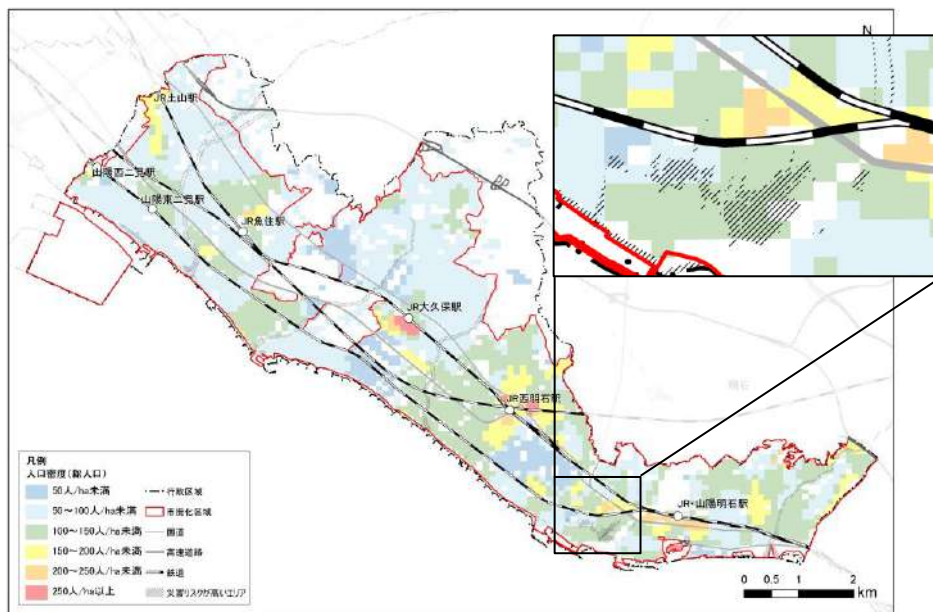 N
JR土山駅
山陽西二見駅
山陽東二見駅
JR魚住駅
JR大久保駅
JR西明石駅
JR・山陽明石駅
凡例
人口密度(総人口)
50人/ha未満
50～100人/ha未満
100～150人/ha未満
150～200人/ha未満
200～250人/ha未満
250人/ha以上
行政区域
市街化区域
国道
高速道路
鉄道
災害リスクが高いエリア
0 0.5 1 2
km